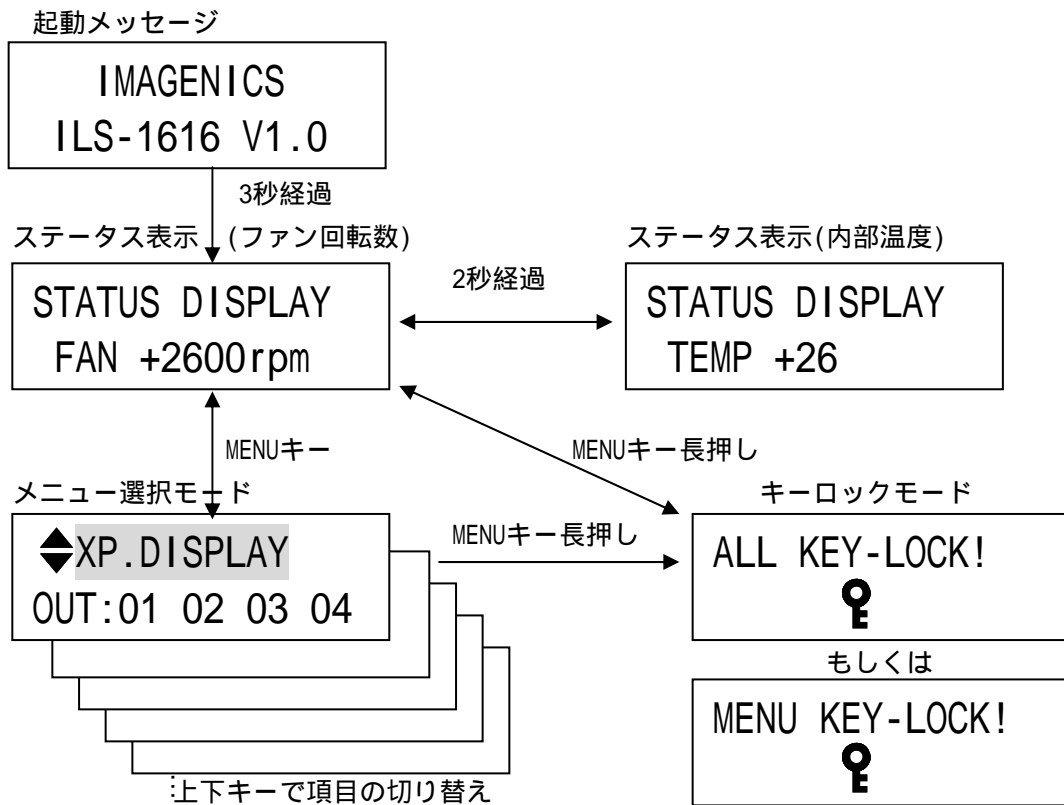 起動メッセージ
IMAGENICS
ILS-1616 V1.0
3秒経過
ステータス表示 (ファン回転数)
STATUS DISPLAY
FAN +2600rpm
2秒経過
ステータス表示(内部温度)
STATUS DISPLAY
TEMP +26
MENUキー
MENUキー長押し
メニュー選択モード
XP.DISPLAY
OUT:01 02 03 04
MENUキー長押し
キーロックモード
ALL KEY-LOCK!
もしくは
MENU KEY-LOCK!
上下キーで項目の切り替え